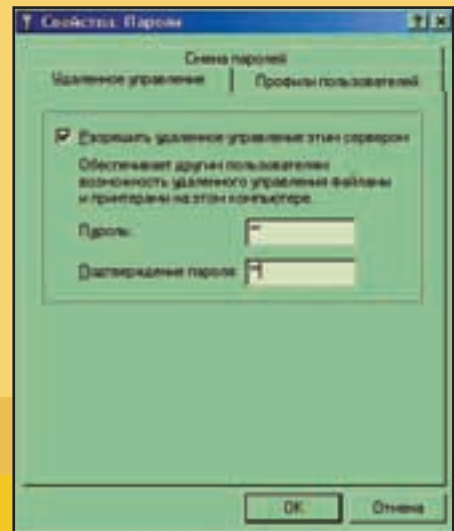 Свойства: Пароли
Смена паролей
Удаленное управление
Профили пользователей
Разрешить удаленное управление этим сервером
Обеспечивает другим пользователям
возможность удаленного управления файлами
и принтерами на этом компьютере.
Пароль:
Подтверждение пароля:
OK
Отмена